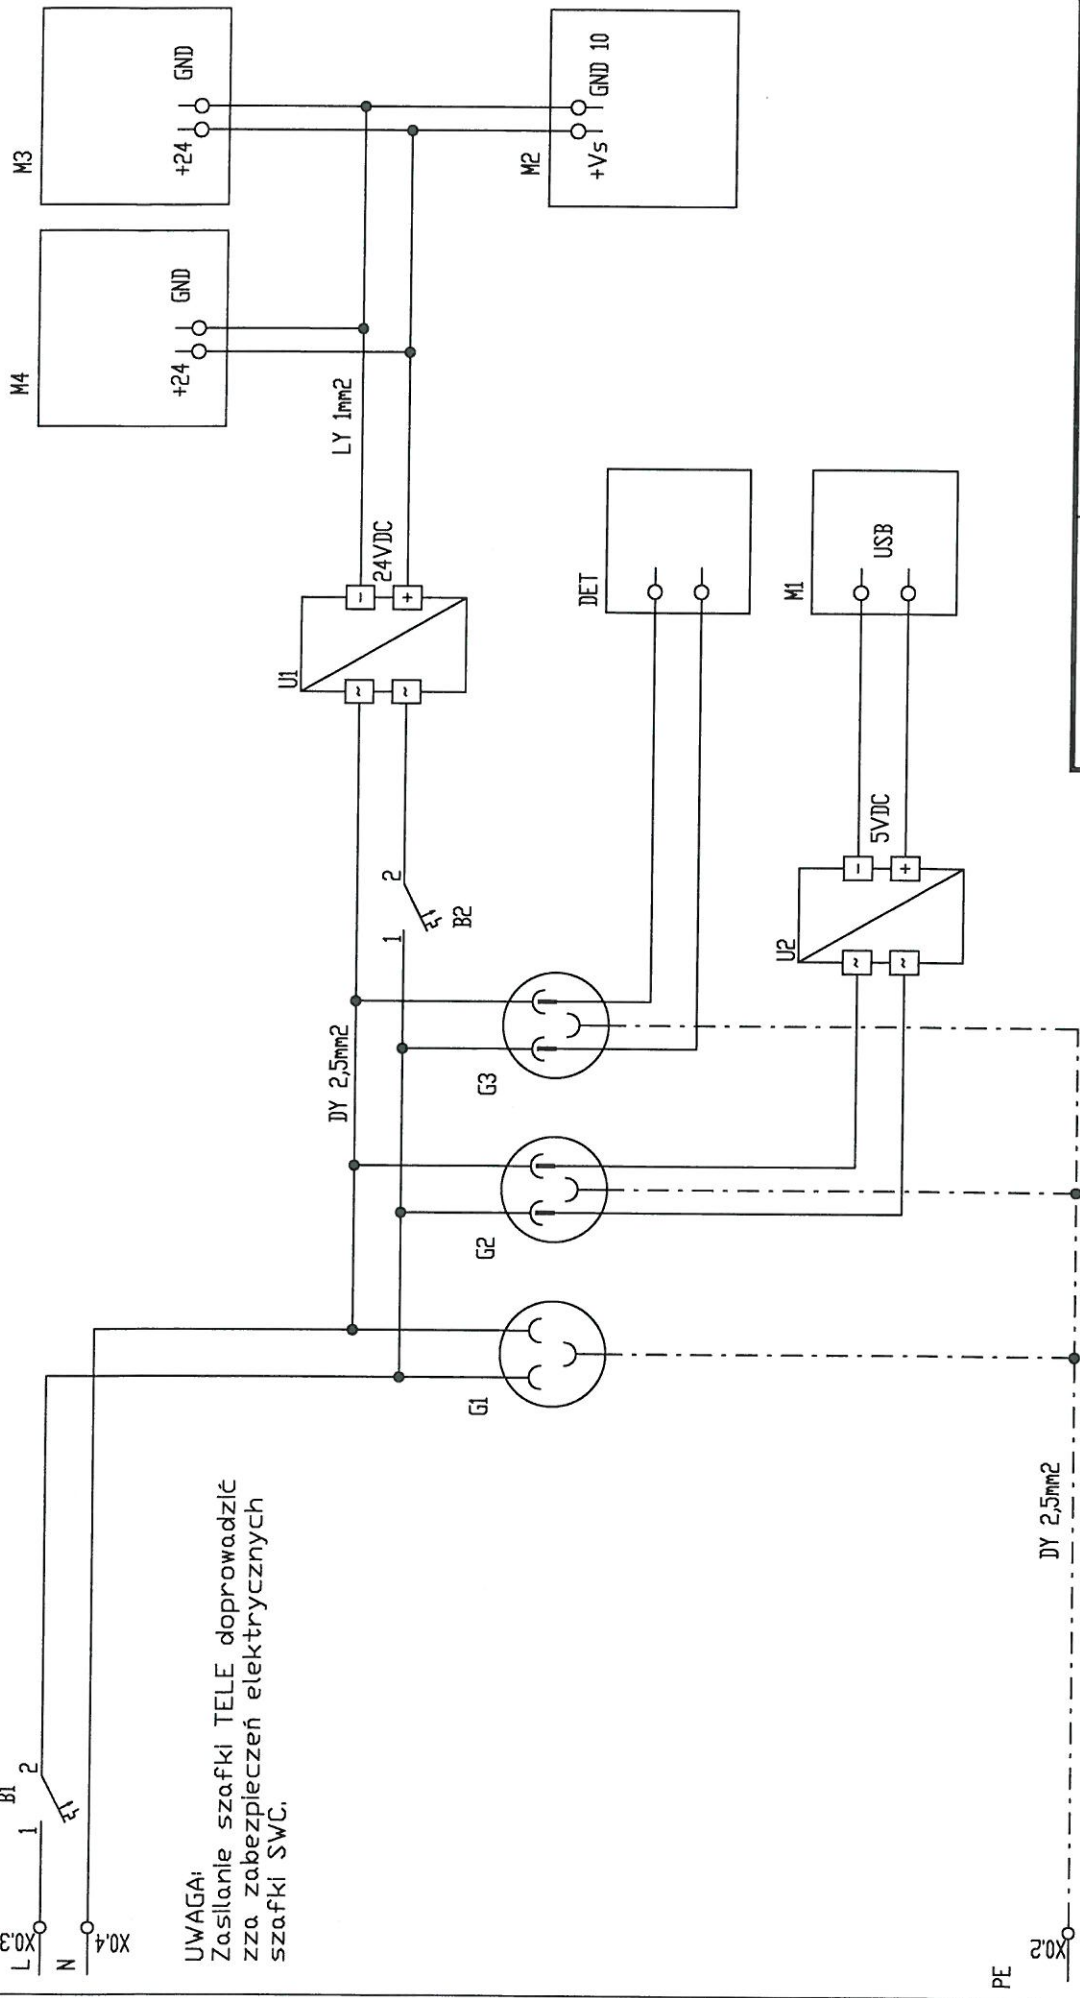 X0.3
L
B1
1
2
N
X0.4
UWAGA:
Zasilanie szafki TELE doprowadzić
zza zabezpieczeń elektrycznych
szafki SWC.
PE
X0.2
DY 2,5mm2
G1
G2
G3
DY 2,5mm2
1
2
B2
U1
~
~
-
+
24VDC
LY 1mm2
M4
+24
GND
M3
+24
GND
M2
+Vs
GND 10
DET
U2
~
~
-
+
5VDC
M1
USB